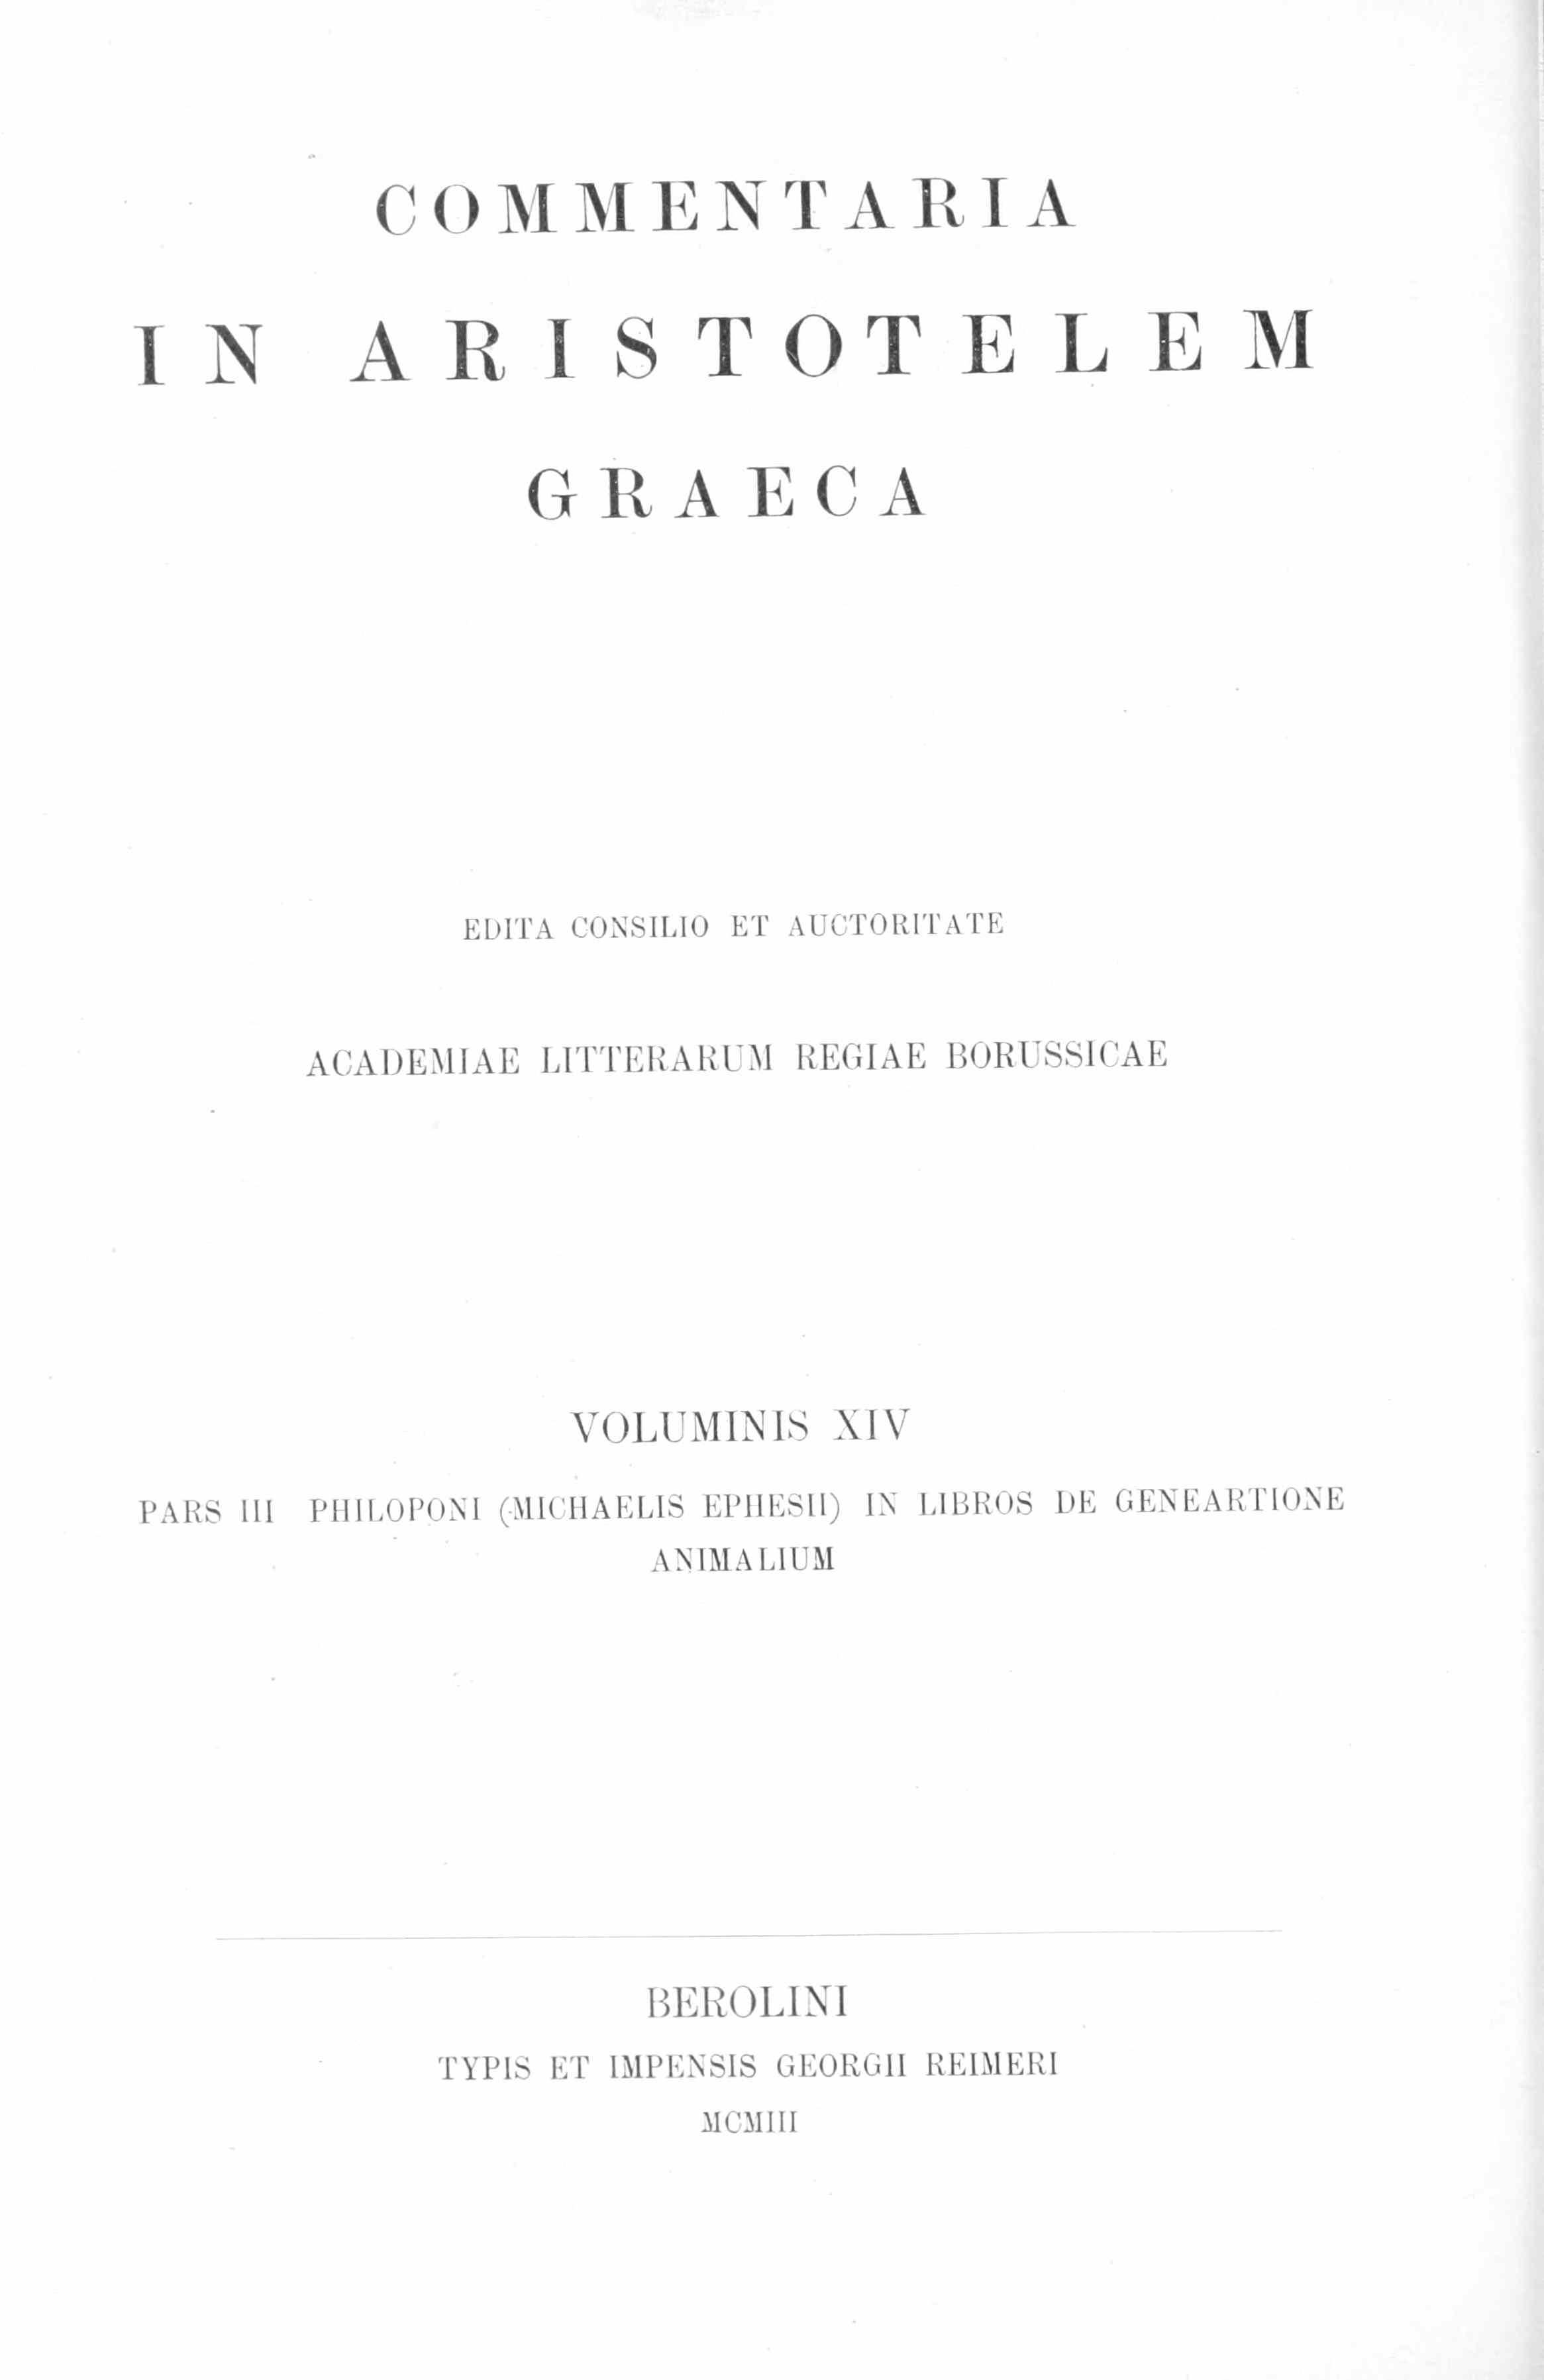 COMMENTARIA
IN ARISTOTELEM
GRAECA
EDITA CONSILIO ET AUCTORITATE
ACADEMIAE LITTERARUM REGIAE BORUSSICAE
VOLUMINIS XIV
PARS III PHILOPONI (MICHAELIS EPHESII) IN LIBROS DE GENEARTIONE
ANIMALIUM
BEROLINI
TYPIS ET IMPENSIS GEORGII REIMERI
MCMIII